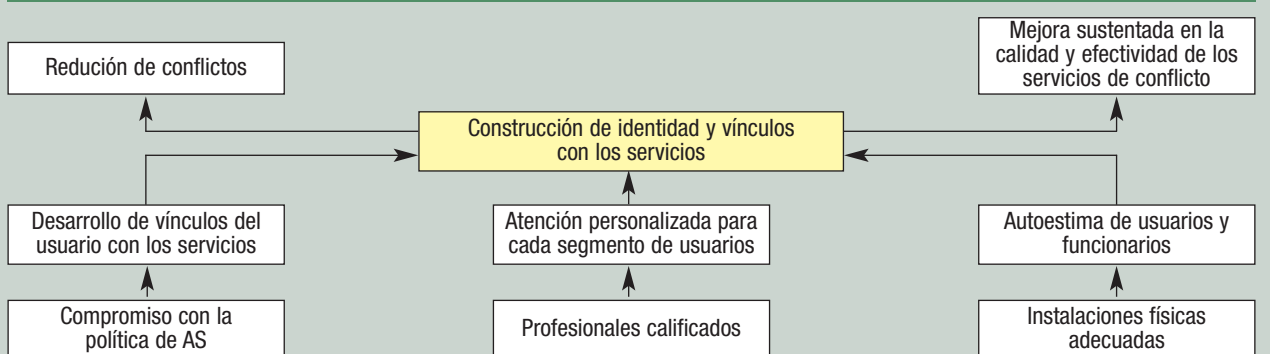 Redución de conflictos
Mejora sustentada en la
calidad y efectividad de los
servicios de conflicto
Construcción de identidad y vínculos
con los servicios
Desarrollo de vínculos del
usuario con los servicios
Atención personalizada para
cada segmento de usuarios
Autoestima de usuarios y
funcionarios
Compromiso con la
política de AS
Profesionales calificados
Instalaciones físicas
adecuadas